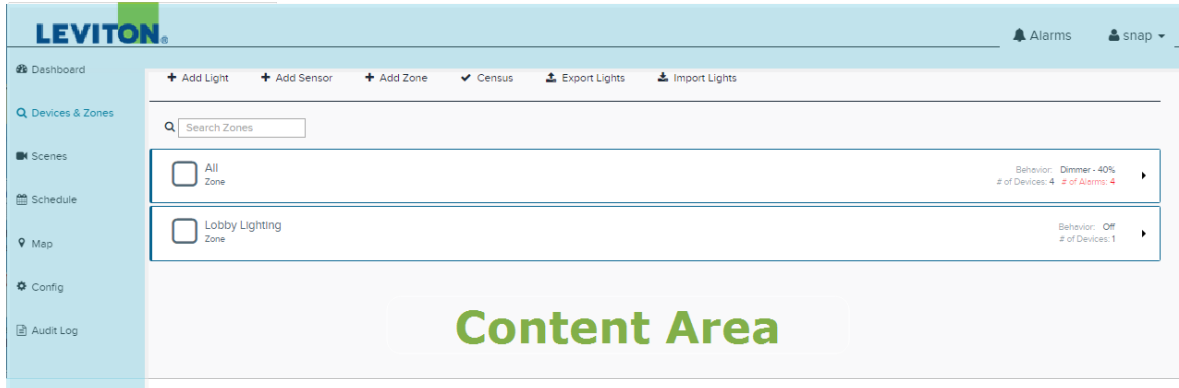 LEVITON®
Alarms
snap
Dashboard
Devices & Zones
Scenes
Schedule
Map
Config
Audit Log
Add Light Add Sensor Add Zone Census Export Lights Import Lights
Search Zones
All
Zone
Behavior: Dimmer - 40%
# of Devices: 4 # of Alarms: 4
Lobby Lighting
Zone
Behavior: Off
# of Devices: 1
Content Area